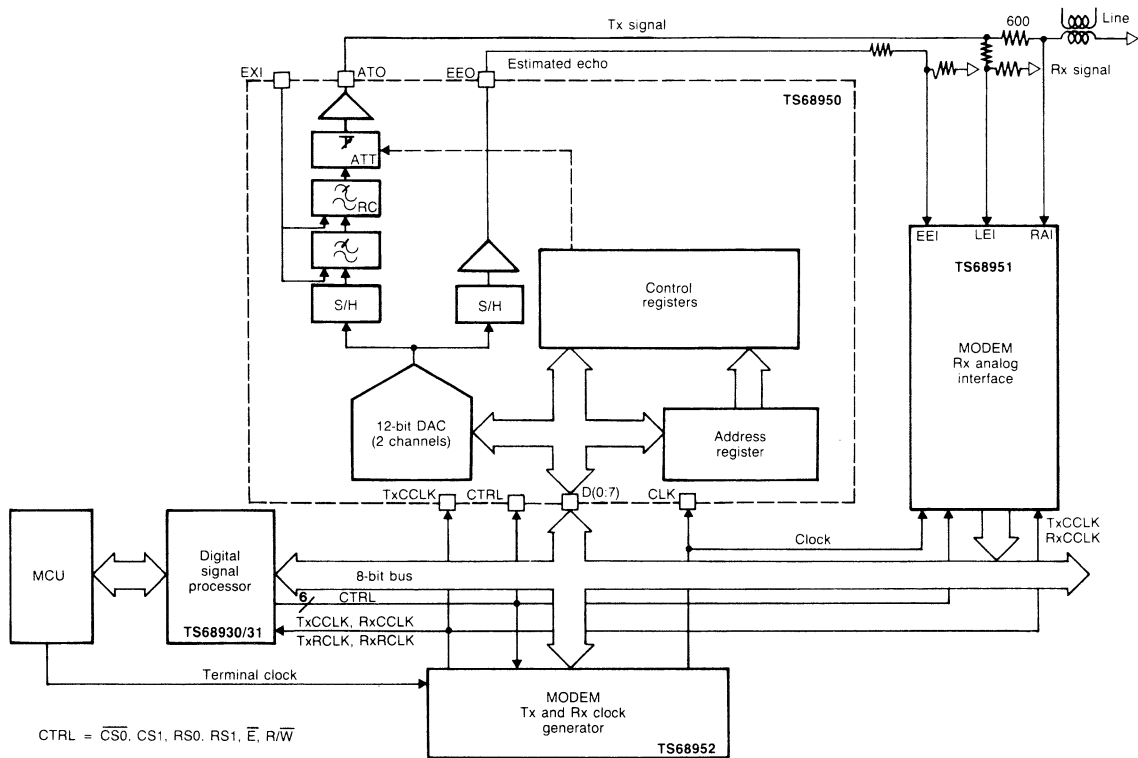 Tx signal
600
Line
EXI
ATO
EEO
Estimated echo
Rx signal
TS68950
ATT
RC
EEI
LEI
RAI
TS68951
S/H
S/H
Control
registers
MODEM
Rx analog
interface
12-bit DAC
(2 channels)
Address
register
TxCCLK
CTRL
D(0:7)
CLK
TxCCLK
RxCCLK
Clock
MCU
Digital
signal
processor
TS68930/31
8-bit bus
6
CTRL
TxCCLK, RxCCLK
TxRCLK, RxRCLK
Terminal clock
MODEM
Tx and Rx clock
generator
TS68952
CTRL = C̅S̅0̅, CS1, RS0. RS1, E̅, R/W̅